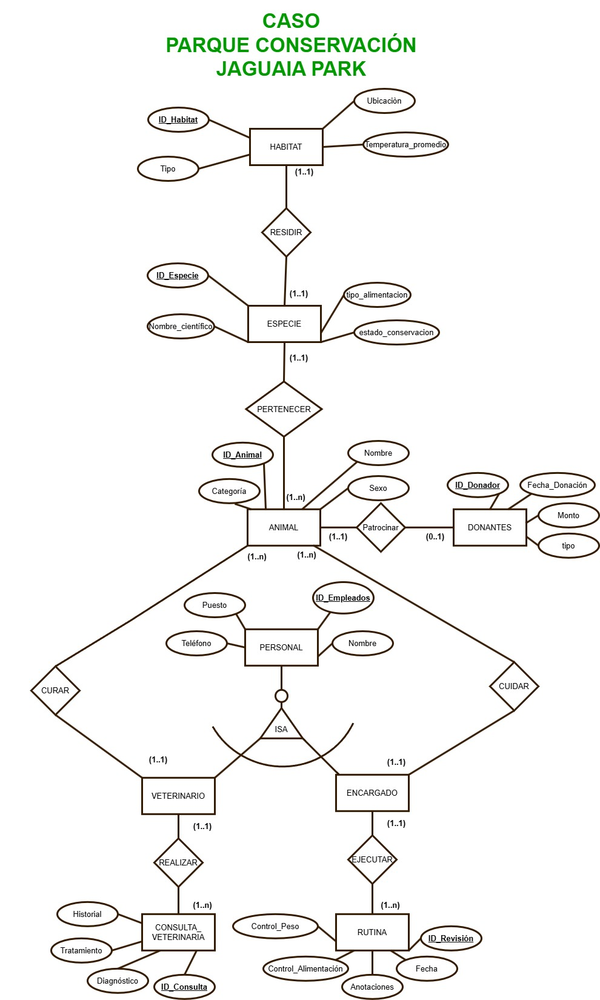 CASO
PARQUE CONSERVACIÓN
JAGUAIA PARK
Ubicaciòn
ID_Habitat
HABITAT
Temperatura_promedio
Tipo
(1..1)
RESIDIR
ID_Especie
(1..1)
tipo_alimentacion
Nombre_científico
ESPECIE
estado_conservacion
(1..1)
PERTENECER
ID_Animal
Nombre
Categoría
Sexo
ID_Donador
Fecha_Donación
(1..n)
Monto
ANIMAL
Patrocinar
DONANTES
(1..1)
(0..1)
tipo
(1..n)
(1..n)
Puesto
ID_Empleados
Teléfono
PERSONAL
Nombre
CURAR
CUIDAR
ISA
(1..1)
(1..1)
VETERINARIO
ENCARGADO
(1..1)
(1..1)
REALIZAR
EJECUTAR
(1..n)
(1..n)
Historial
CONSULTA_
VETERINARIA
Control_Peso
RUTINA
ID_Revisión
Tratamiento
Control_Alimentación
Fecha
Diagnóstico
ID_Consulta
Anotaciones